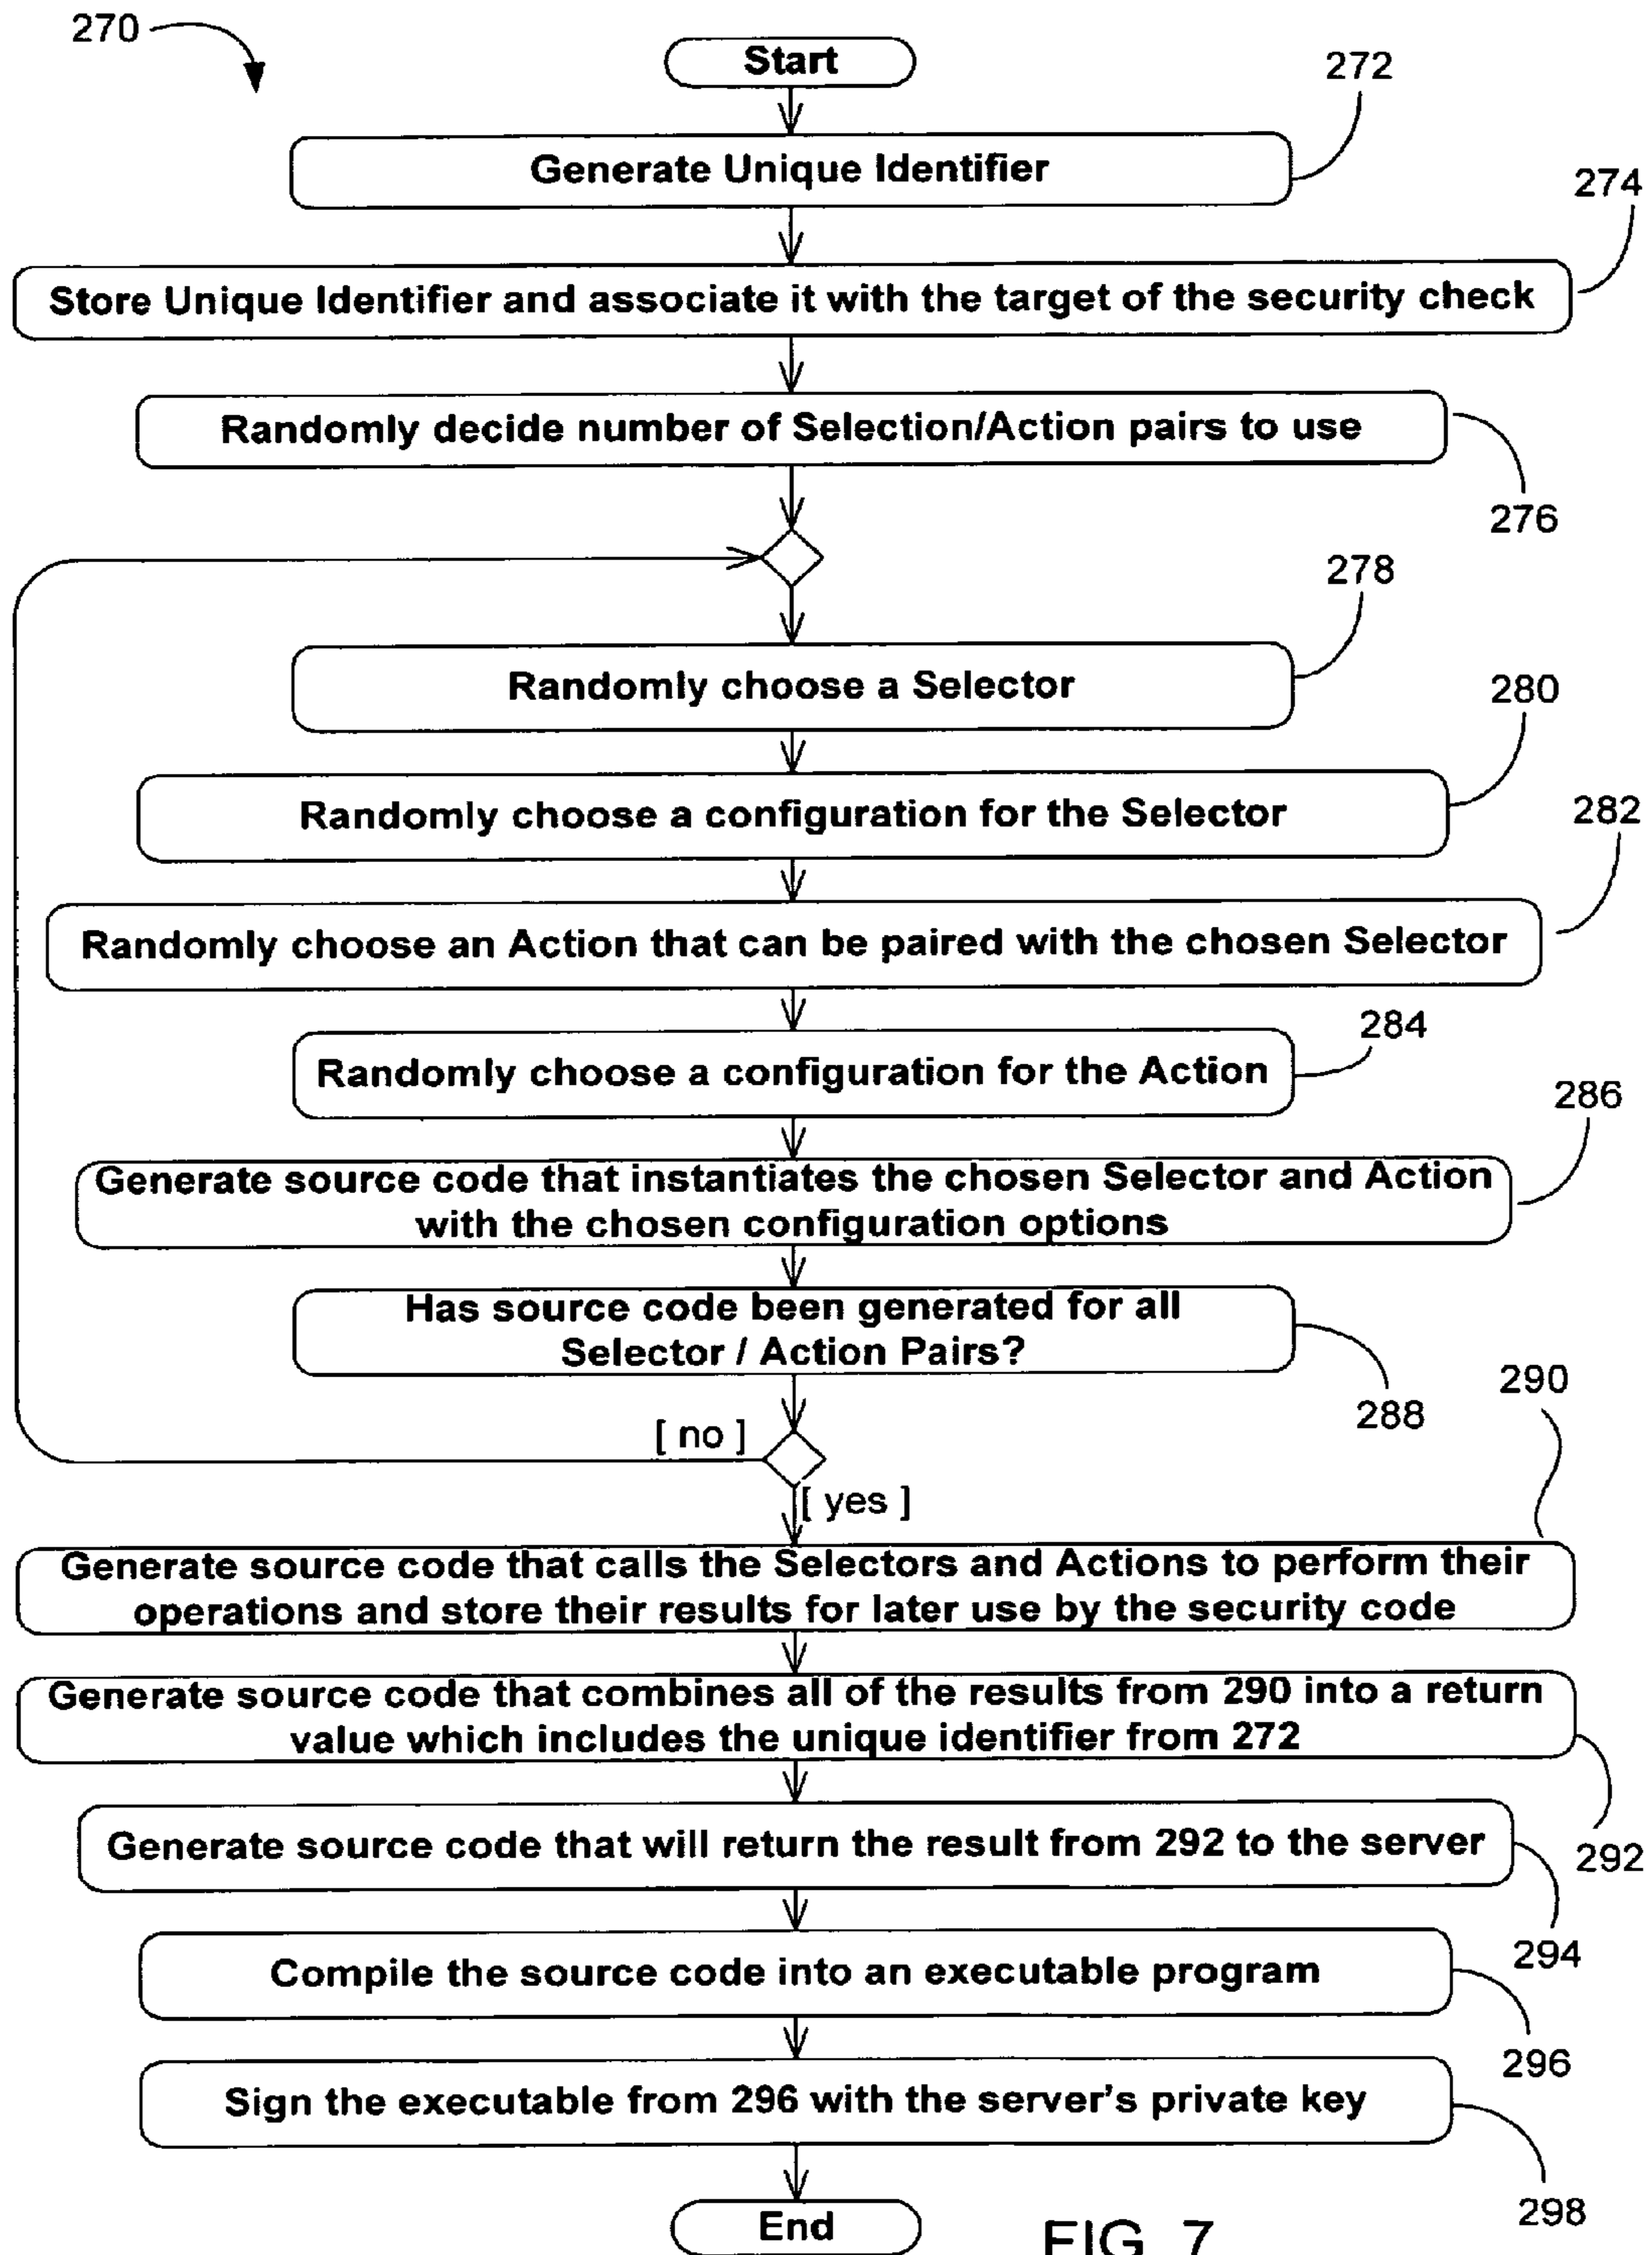 270
Start
272
Generate Unique Identifier
274
Store Unique Identifier and associate it with the target of the security check
Randomly decide number of Selection/Action pairs to use
276
278
Randomly choose a Selector
280
Randomly choose a configuration for the Selector
282
Randomly choose an Action that can be paired with the chosen Selector
284
Randomly choose a configuration for the Action
286
Generate source code that instantiates the chosen Selector and Action
with the chosen configuration options
Has source code been generated for all
Selector / Action Pairs?
288
290
[ no ]
[ yes ]
Generate source code that calls the Selectors and Actions to perform their
operations and store their results for later use by the security code
Generate source code that combines all of the results from 290 into a return
value which includes the unique identifier from 272
292
Generate source code that will return the result from 292 to the server
294
Compile the source code into an executable program
296
Sign the executable from 296 with the server's private key
298
End
FIG. 7